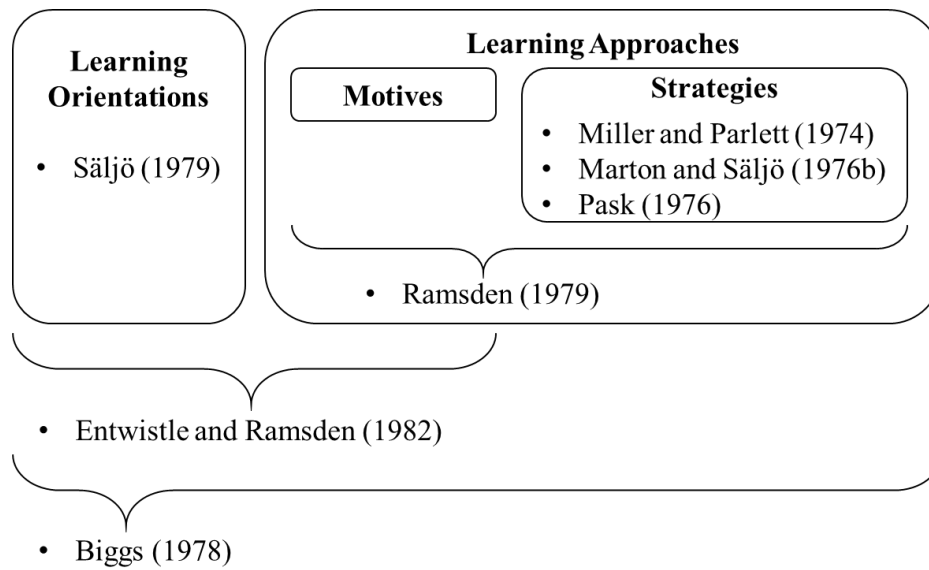 Learning
Orientations
• Säljö (1979)
Learning Approaches
Motives
Strategies
• Miller and Parlett (1974)
• Marton and Säljö (1976b)
• Pask (1976)
• Ramsden (1979)
• Entwistle and Ramsden (1982)
• Biggs (1978)